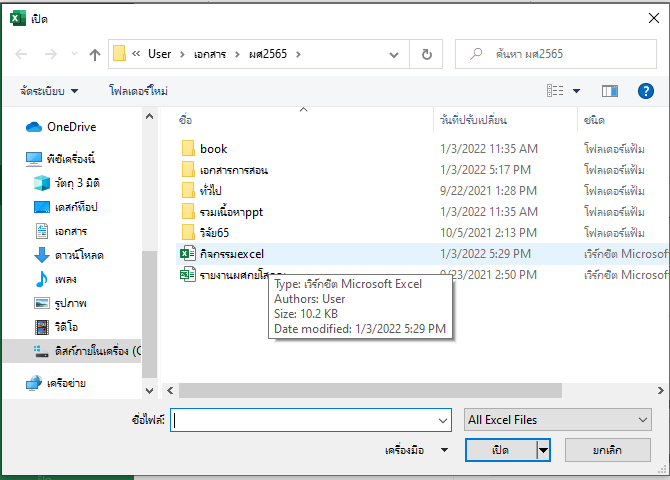 เปิด
« User › เอกสาร › ผศ2565 ›
ค้นหา ผศ2565
จัดระเบียบ
โฟลเดอร์ใหม่
OneDrive
พีซีเครื่องนี้
วัตถุ 3 มิติ
เดสก์ท็อป
เอกสาร
ดาวน์โหลด
เพลง
รูปภาพ
วิดีโอ
ดิสก์ภายในเครื่อง (C
เครือข่าย
ชื่อ วันที่ปรับเปลี่ยน ชนิด
book 1/3/2022 11:35 AM โฟลเดอร์แฟ้ม
เอกสารการสอน 1/3/2022 5:17 PM โฟลเดอร์แฟ้ม
ทั่วไป 9/22/2021 1:28 PM โฟลเดอร์แฟ้ม
รวมเนื้อหาppt 1/3/2022 11:35 AM โฟลเดอร์แฟ้ม
วิจัย65 10/5/2021 2:13 PM โฟลเดอร์แฟ้ม
กิจกรรมexcel 1/3/2022 5:29 PM เวิร์กชีต Microsoft
2:50 PM เวิร์กชีต Microsoft
Type: เวิร์กชีต Microsoft Excel
Authors: User
Size: 10.2 KB
Date modified: 1/3/2022 5:29 PM
ชื่อไฟล์:
All Excel Files
เครื่องมือ
เปิด
ยกเลิก